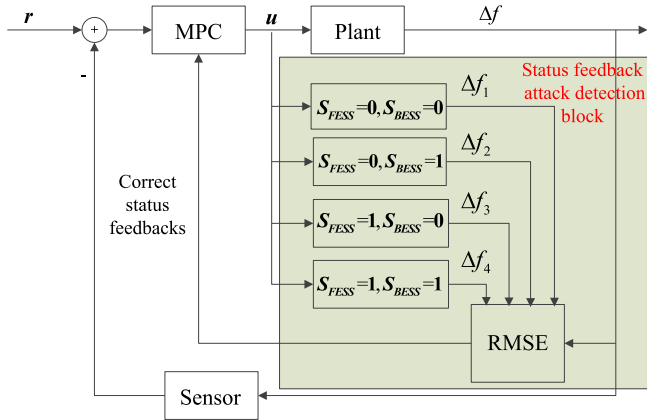 r
+
-
MPC
u
Plant
Δf
Status feedback
attack detection
block
S_FESS=0, S_BESS=0
Δf_1
S_FESS=0, S_BESS=1
Δf_2
S_FESS=1, S_BESS=0
Δf_3
S_FESS=1, S_BESS=1
Δf_4
Correct
status
feedbacks
RMSE
Sensor